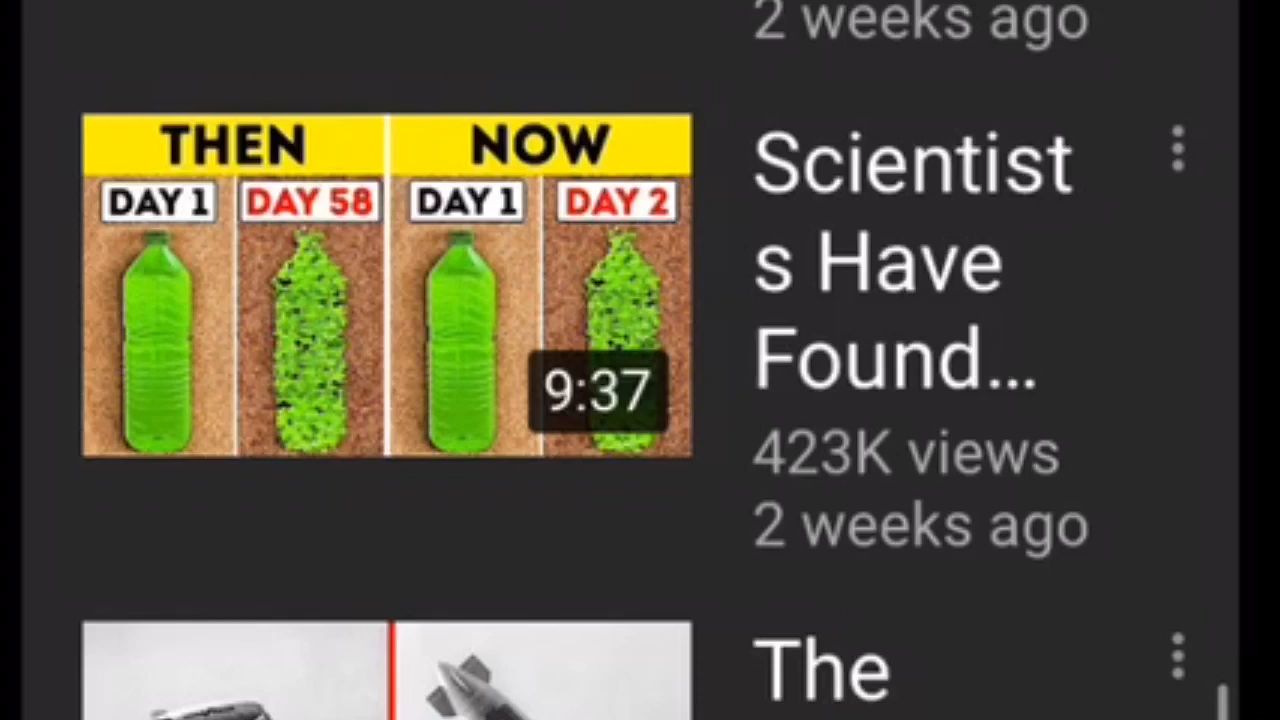 2 weeks ago
THEN NOW
DAY 1 DAY 58 DAY 1 DAY 2
9:37
Scientist
s Have
Found...
423K views
2 weeks ago
The